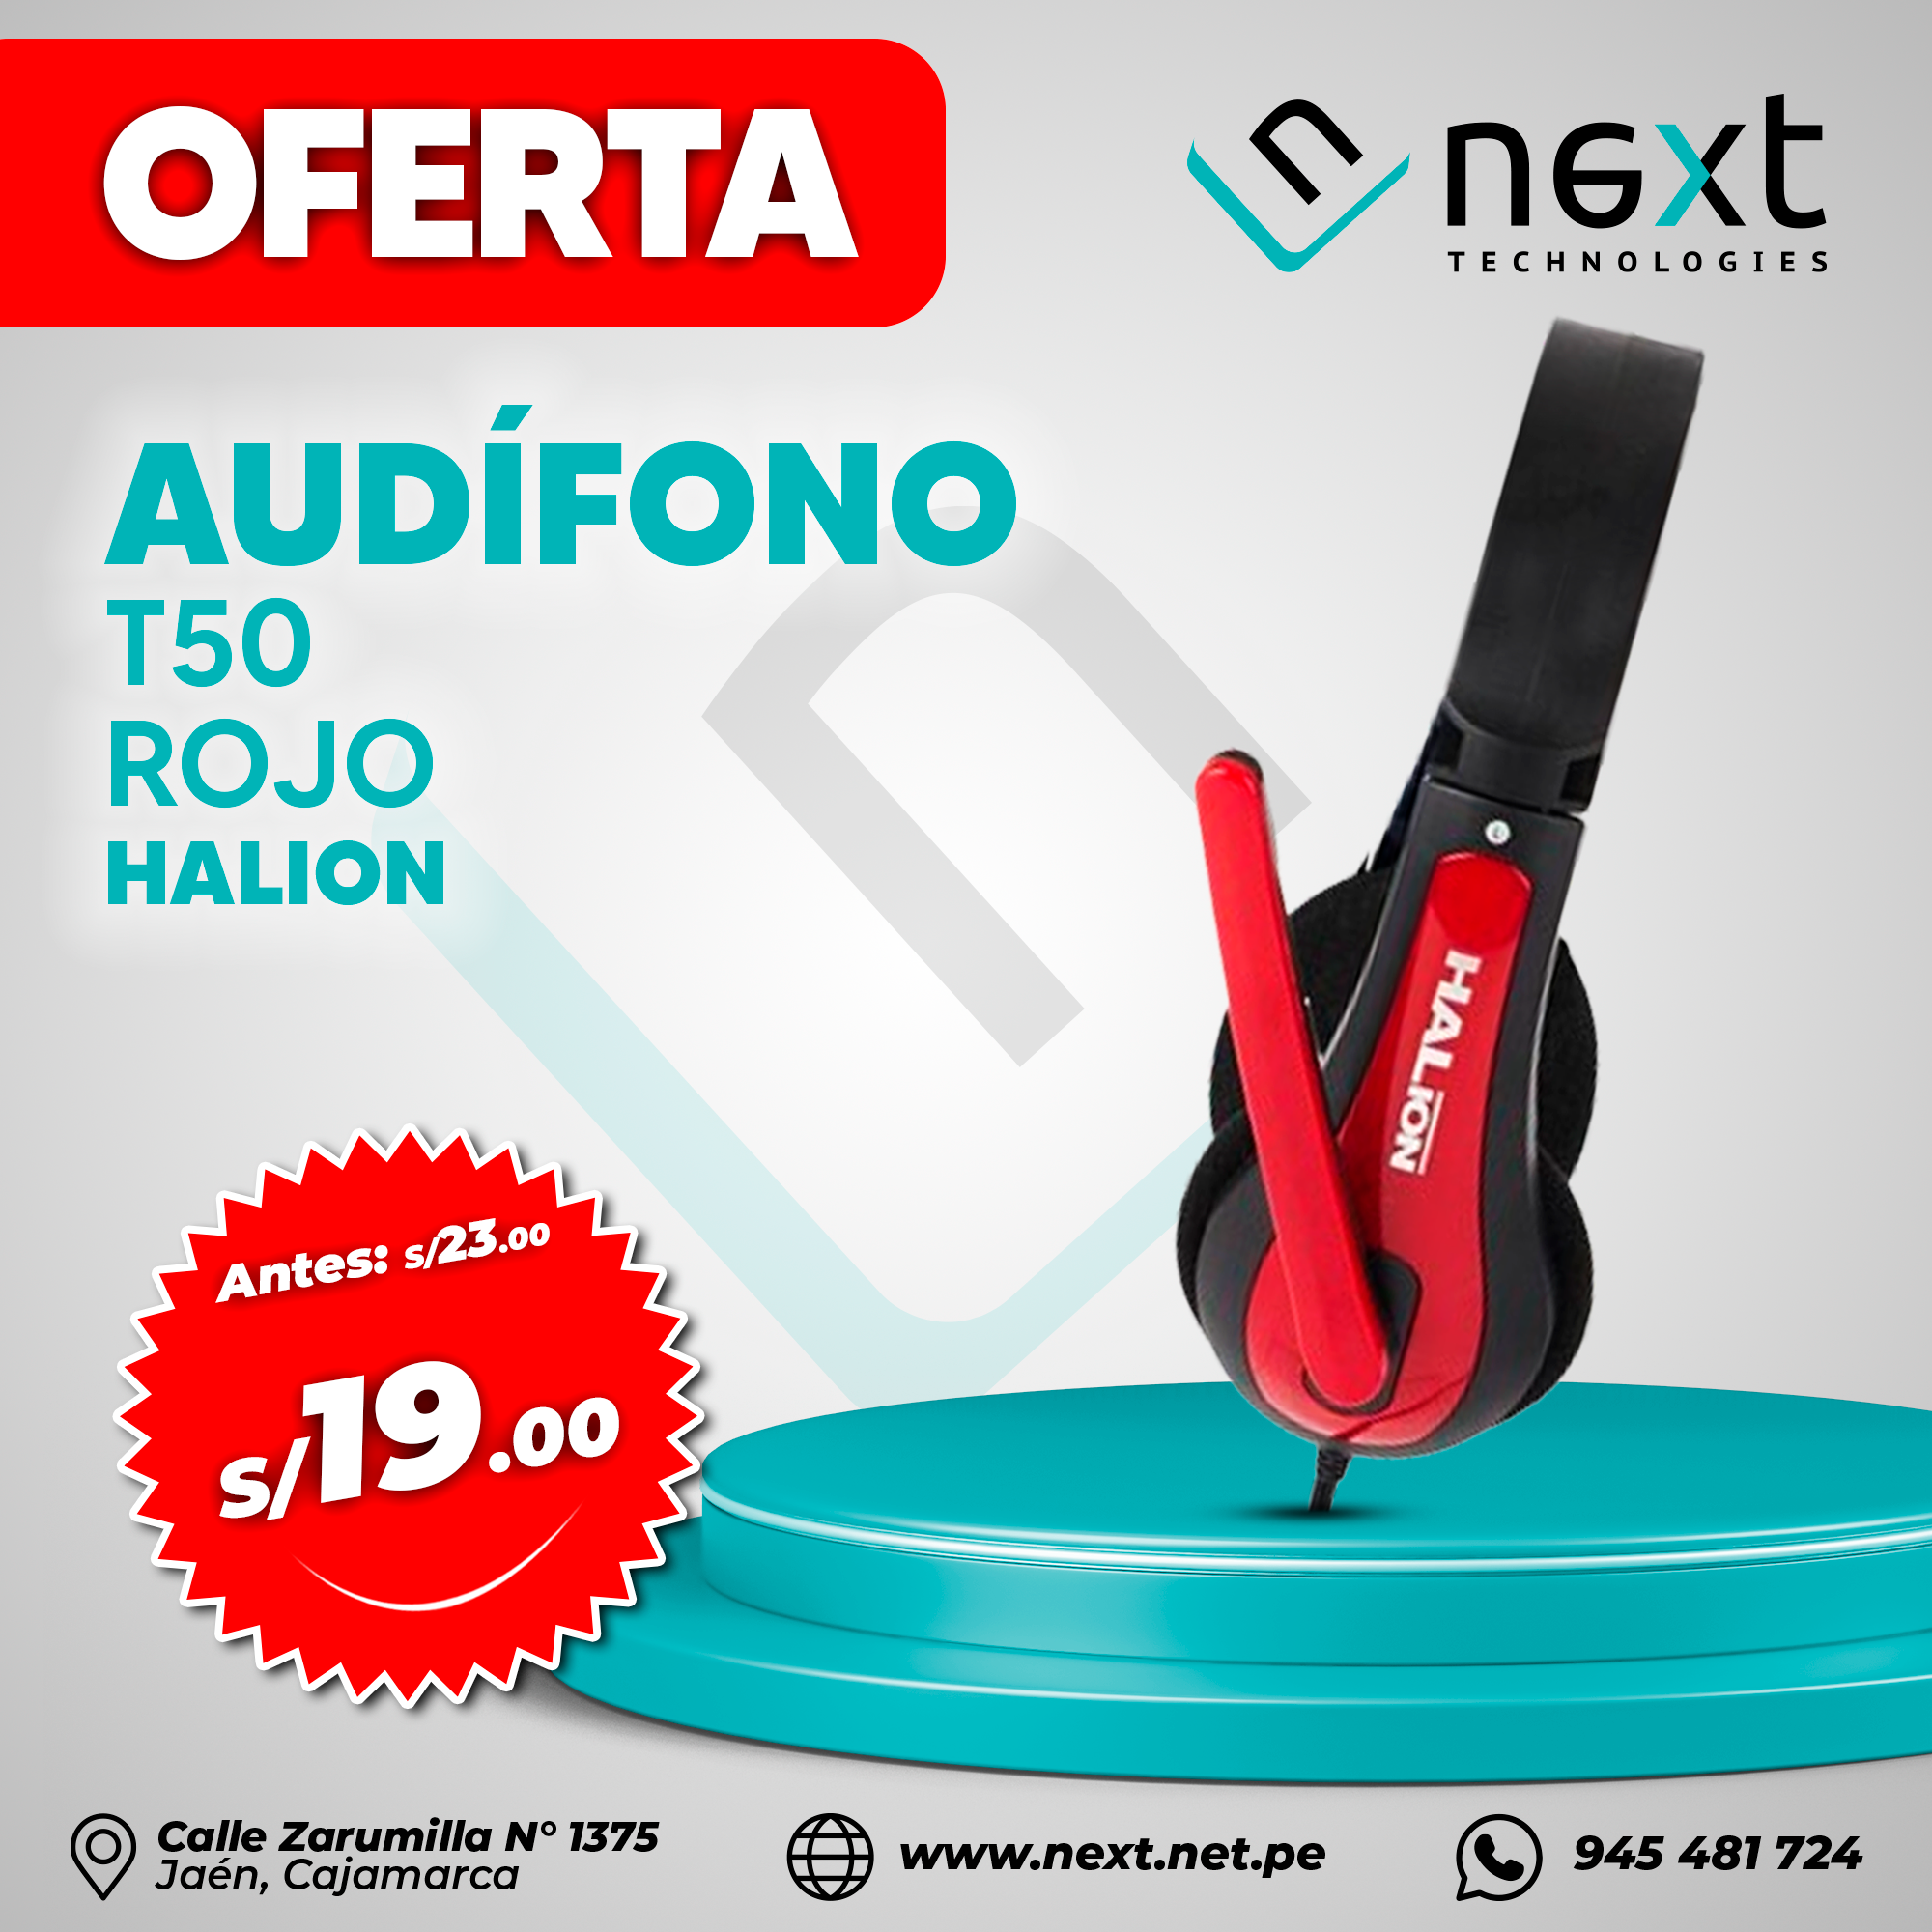 OFERTA
next
TECHNOLOGIES
AUDÍFONO
T50
ROJO
HALION
HALION
Antes: s/23.00
s/19.00
Calle Zarumilla N° 1375
Jaén, Cajamarca
www.next.net.pe
945 481 724